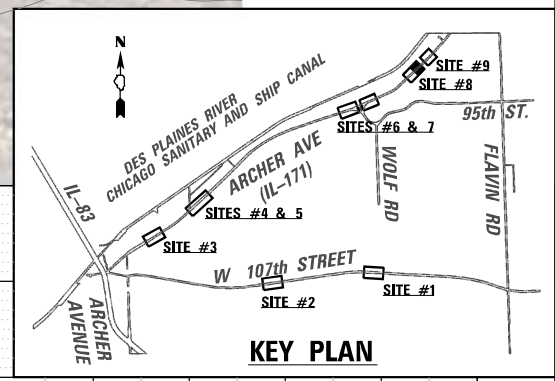 N
DES PLAINES RIVER
CHICAGO SANITARY AND SHIP CANAL
SITE #9
SITE #8
95th ST.
SITES #6 & 7
ARCHER AVE
(IL-171)
WOLF RD
FLAVIN RD
IL-83
SITES #4 & 5
SITE #3
W 107th STREET
SITE #2
SITE #1
ARCHER
AVENUE
KEY PLAN